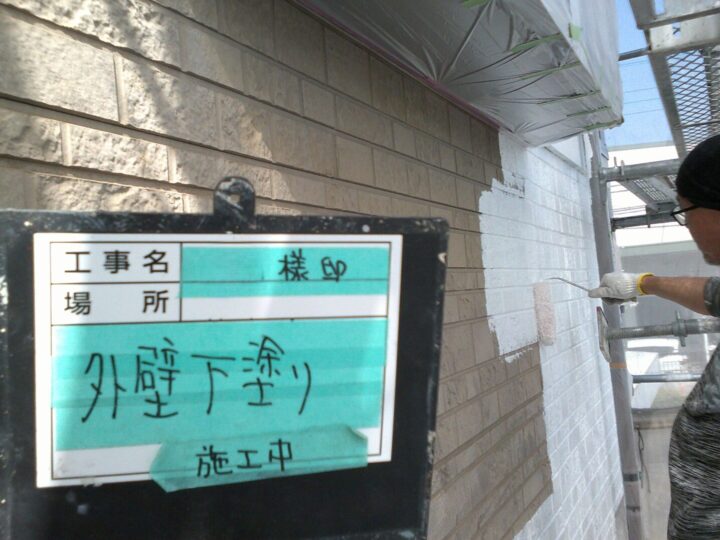 工事名 様邸
場所
外壁下塗り
施工中